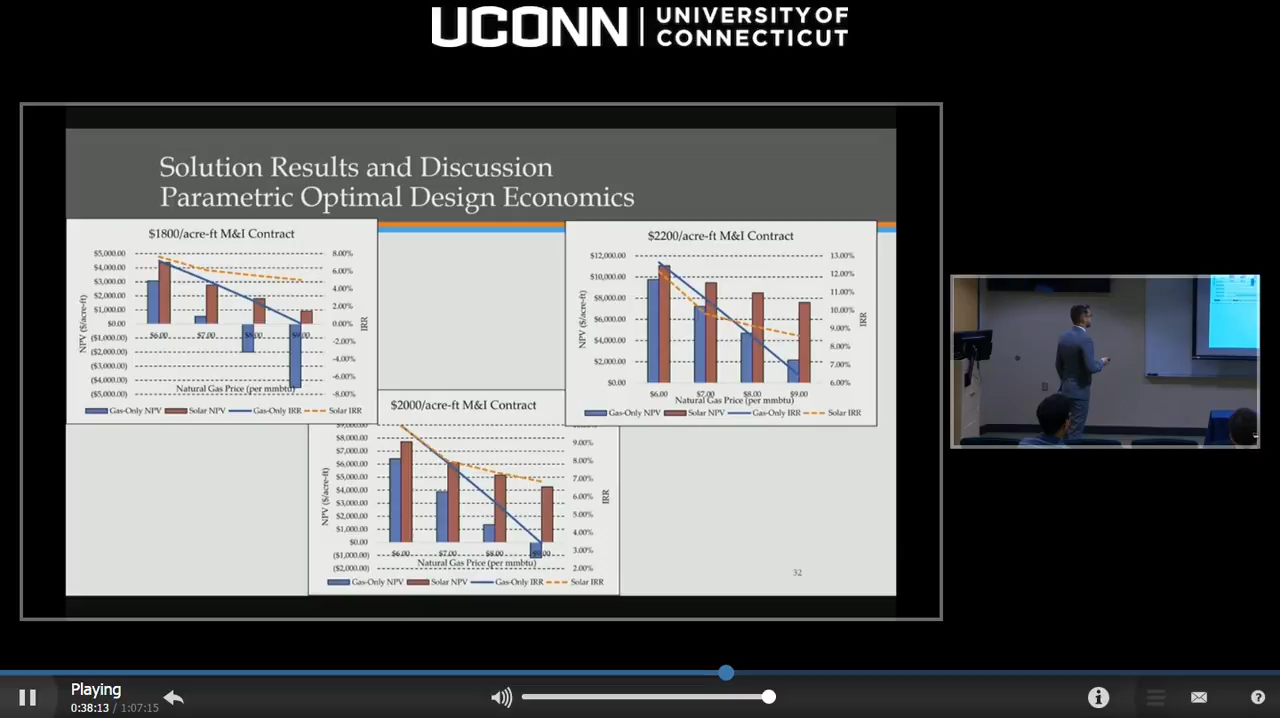 UCONN
UNIVERSITY OF
CONNECTICUT
Solution Results and Discussion
Parametric Optimal Design Economics
$1800/acre-ft M&I Contract
$5,000.00
$4,000.00
$3,000.00
$2,000.00
$1,000.00
$0.00
($1,000.00)
($2,000.00)
($3,000.00)
($4,000.00)
($5,000.00)
NPV ($/acre-ft)
8.00%
6.00%
4.00%
2.00%
0.00%
-2.00%
-4.00%
-6.00%
-8.00%
IRR
$6.00 $7.00 $8.00 $9.00
Natural Gas Price (per mmbtu)
Gas-Only NPV Solar NPV Gas-Only IRR Solar IRR
$2200/acre-ft M&I Contract
$12,000.00
$10,000.00
$8,000.00
$6,000.00
$4,000.00
$2,000.00
$0.00
NPV ($/acre-ft)
13.00%
12.00%
11.00%
10.00%
9.00%
8.00%
7.00%
6.00%
IRR
$6.00 $7.00 $8.00 $9.00
Natural Gas Price (per mmbtu)
Gas-Only NPV Solar NPV Gas-Only IRR Solar IRR
$2000/acre-ft M&I Contract
$9,000.00
$8,000.00
$7,000.00
$6,000.00
$5,000.00
$4,000.00
$3,000.00
$2,000.00
$1,000.00
$0.00
($1,000.00)
($2,000.00)
NPV ($/acre-ft)
9.00%
8.00%
7.00%
6.00%
5.00%
4.00%
3.00%
2.00%
IRR
$6.00 $7.00 $8.00 $9.00
Natural Gas Price (per mmbtu)
Gas-Only NPV Solar NPV Gas-Only IRR Solar IRR
32
Playing
0:38:13 / 1:07:15